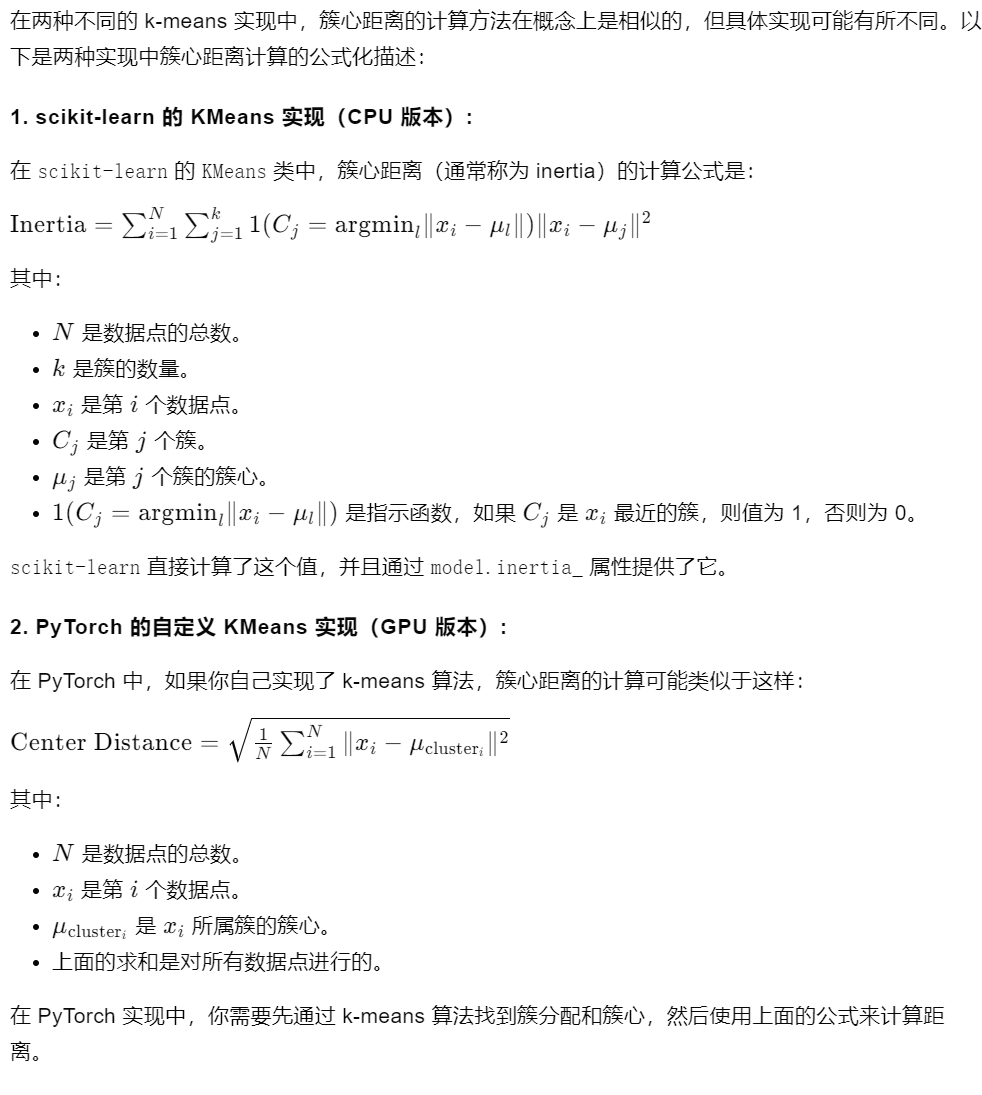 在两种不同的 k-means 实现中，簇心距离的计算方法在概念上是相似的，但具体实现可能有所不同。以
下是两种实现中簇心距离计算的公式化描述：
1. scikit-learn 的 KMeans 实现（CPU 版本）：
在 scikit-learn 的 KMeans 类中，簇心距离（通常称为 inertia）的计算公式是：
$\text{Inertia} = \sum_{i=1}^{N} \sum_{j=1}^{k} 1(C_j = \text{argmin}_l \|x_i - \mu_l\|) \|x_i - \mu_j\|^2$
其中：
• $N$ 是数据点的总数。
• $k$ 是簇的数量。
• $x_i$ 是第 $i$ 个数据点。
• $C_j$ 是第 $j$ 个簇。
• $\mu_j$ 是第 $j$ 个簇的簇心。
• $1(C_j = \text{argmin}_l \|x_i - \mu_l\|)$ 是指示函数，如果 $C_j$ 是 $x_i$ 最近的簇，则值为 1，否则为 0。
scikit-learn 直接计算了这个值，并且通过 model.inertia_ 属性提供了它。
2. PyTorch 的自定义 KMeans 实现（GPU 版本）：
在 PyTorch 中，如果你自己实现了 k-means 算法，簇心距离的计算可能类似于这样：
$\text{Center Distance} = \sqrt{\frac{1}{N} \sum_{i=1}^{N} \|x_i - \mu_{\text{cluster}_i}\|^2}$
其中：
• $N$ 是数据点的总数。
• $x_i$ 是第 $i$ 个数据点。
• $\mu_{\text{cluster}_i}$ 是 $x_i$ 所属簇的簇心。
• 上面的求和是对所有数据点进行的。
在 PyTorch 实现中，你需要先通过 k-means 算法找到簇分配和簇心，然后使用上面的公式来计算距
离。